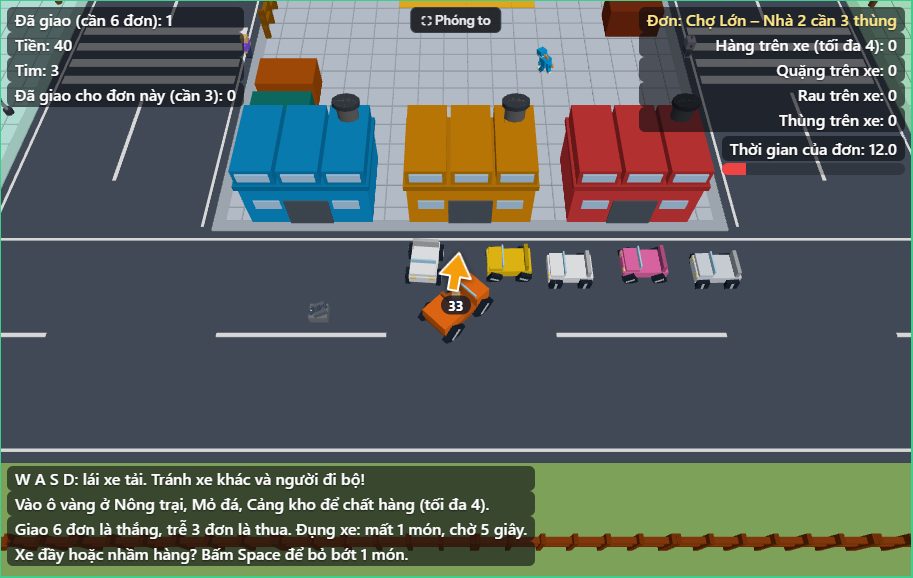 Đã giao (cần 6 đơn): 1
Tiền: 40
Tim: 3
Đã giao cho đơn này (cần 3): 0
Phóng to
Đơn: Chợ Lớn – Nhà 2 cần 3 thùng
Hàng trên xe (tối đa 4): 0
Quặng trên xe: 0
Rau trên xe: 0
Thùng trên xe: 0
Thời gian của đơn: 12.0
33
W A S D: lái xe tải. Tránh xe khác và người đi bộ!
Vào ô vàng ở Nông trại, Mỏ đá, Cảng kho để chất hàng (tối đa 4).
Giao 6 đơn là thắng, trễ 3 đơn là thua. Đụng xe: mất 1 món, chờ 5 giây.
Xe đầy hoặc nhầm hàng? Bấm Space để bỏ bớt 1 món.